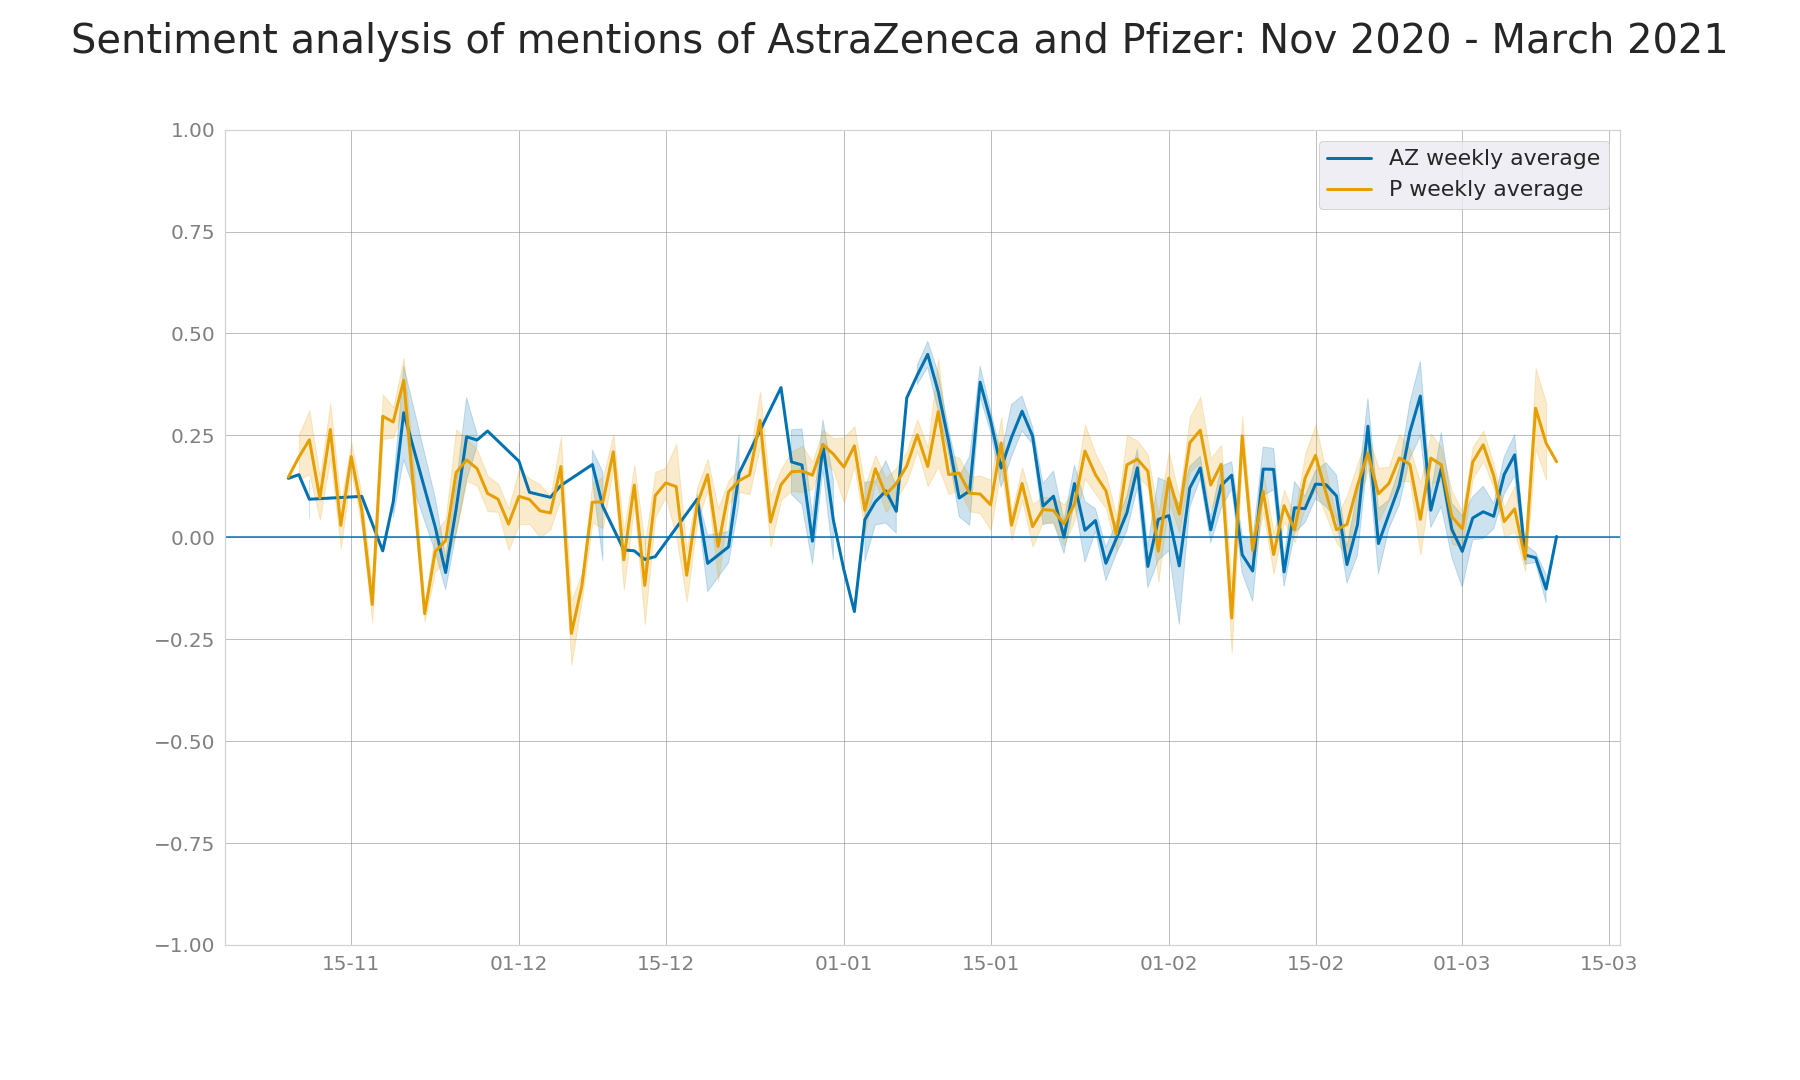 Sentiment analysis of mentions of AstraZeneca and Pfizer: Nov 2020 - March 2021
AZ weekly average
P weekly average
1.00
0.75
0.50
0.25
0.00
−0.25
−0.50
−0.75
−1.00
15-11 01-12 15-12 01-01 15-01 01-02 15-02 01-03 15-03